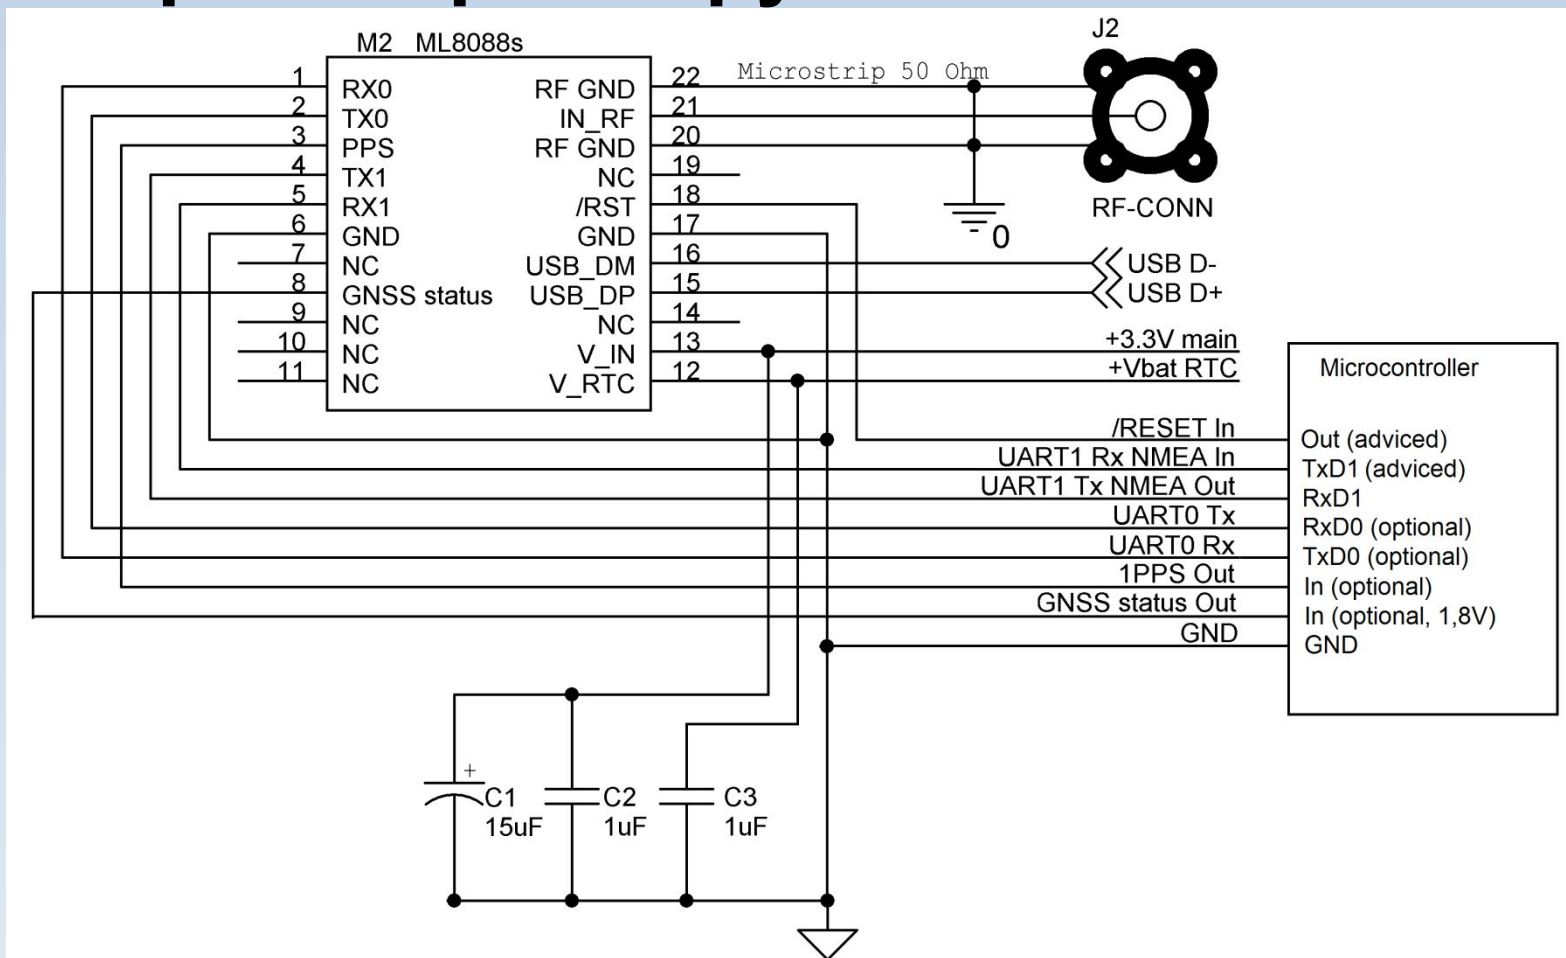 M2 ML8088s
1 RX0
2 TX0
3 PPS
4 TX1
5 RX1
6 GND
7 NC
8 GNSS status
9 NC
10 NC
11 NC
RF GND 22
IN_RF 21
RF GND 20
NC 19
/RST 18
GND 17
USB_DM 16
USB_DP 15
NC 14
V_IN 13
V_RTC 12
Microstrip 50 Ohm
0
J2
RF-CONN
USB D-
USB D+
+3.3V main
+Vbat RTC
/RESET In
UART1 Rx NMEA In
UART1 Tx NMEA Out
UART0 Tx
UART0 Rx
1PPS Out
GNSS status Out
GND
Microcontroller
Out (adviced)
TxD1 (adviced)
RxD1
RxD0 (optional)
TxD0 (optional)
In (optional)
In (optional, 1,8V)
GND
+
C1
15uF
C2
1uF
C3
1uF